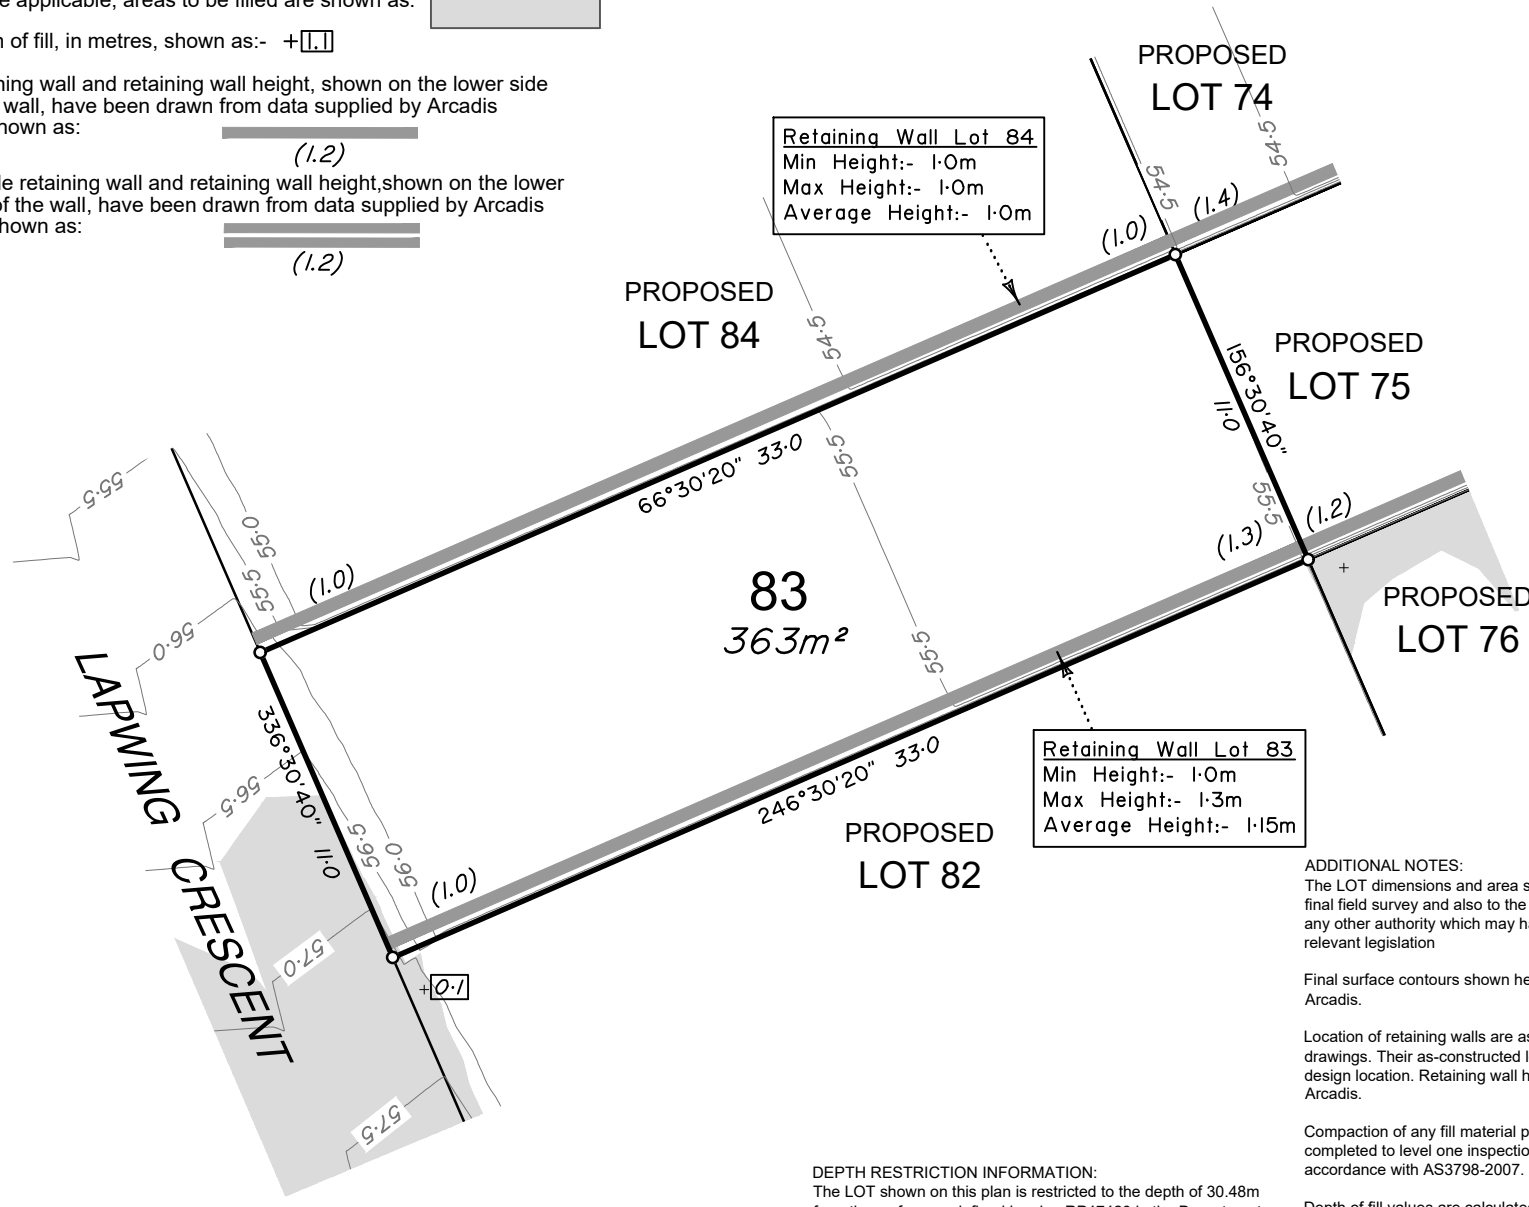 applicable, areas to be filled are shown as:
of fill, in metres, shown as:- +1.1
wall and retaining wall height, shown on the lower side
wall, have been drawn from data supplied by Arcadis
as:
(1.2)
retaining wall and retaining wall height,shown on the lower
of the wall, have been drawn from data supplied by Arcadis
as:
(1.2)
PROPOSED
LOT 74
54·5
54·5
(1.4)
(1.0)
Retaining Wall Lot 84
Min Height:- 1·0m
Max Height:- 1·0m
Average Height:- 1·0m
PROPOSED
LOT 84
54·5
PROPOSED
LOT 75
156°30'40"
11·0
66°30'20" 33·0
55·5
55·5
55·0
55·5
(1.0)
55·5
(1.3)
(1.2)
+
PROPOSED
LOT 76
83
363m²
56·0
55·5
LAPWING CRESCENT
336°30'40"
11·0
56·5
56·5
56·0
(1.0)
246°30'20" 33·0
Retaining Wall Lot 83
Min Height:- 1·0m
Max Height:- 1·3m
Average Height:- 1·15m
PROPOSED
LOT 82
57·0
+0·1
57·5
ADDITIONAL NOTES:
The LOT dimensions and area
final field survey and also to the
any other authority which may
relevant legislation
Final surface contours shown
Arcadis.
Location of retaining walls are
drawings. Their as-constructed
design location. Retaining wall
Arcadis.
Compaction of any fill material
completed to level one
accordance with AS3798-2007.
Depth of fill values are
DEPTH RESTRICTION INFORMATION:
The LOT shown on this plan is restricted to the depth of 30.48m